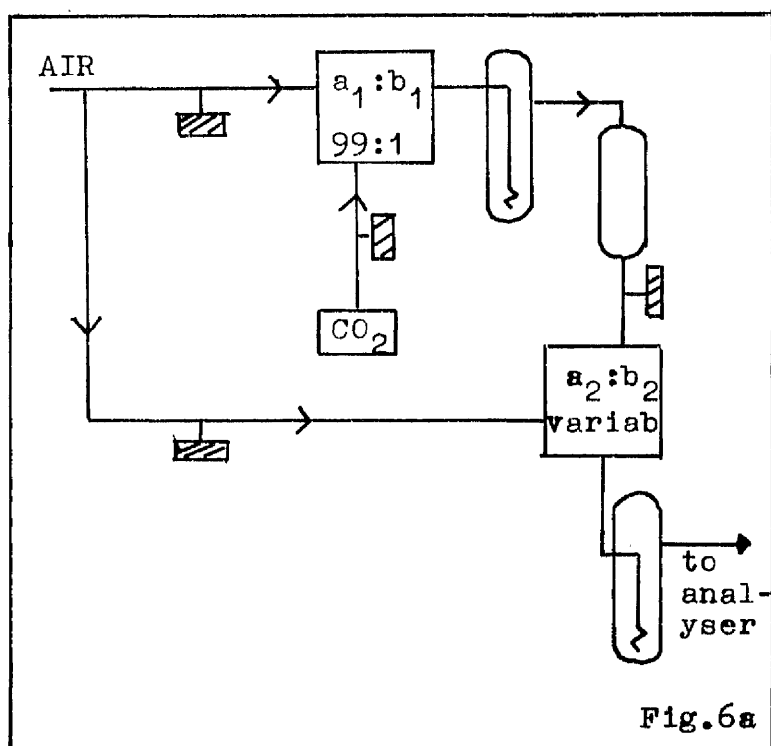 AIR
a₁:b₁
99:1
CO₂
a₂:b₂
variab
to
anal-
yser
Fig.6a